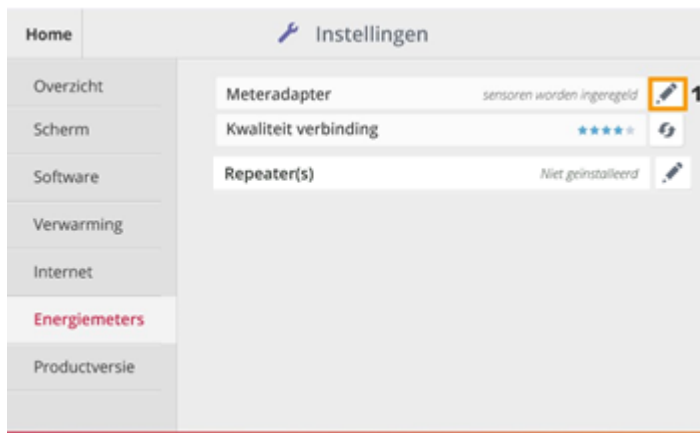 Home
Instellingen
Overzicht
Scherm
Software
Verwarming
Internet
Energiemeters
Productversie
Meteradapter sensoren worden ingeregeld 1
Kwaliteit verbinding
Repeater(s) Niet geïnstalleerd